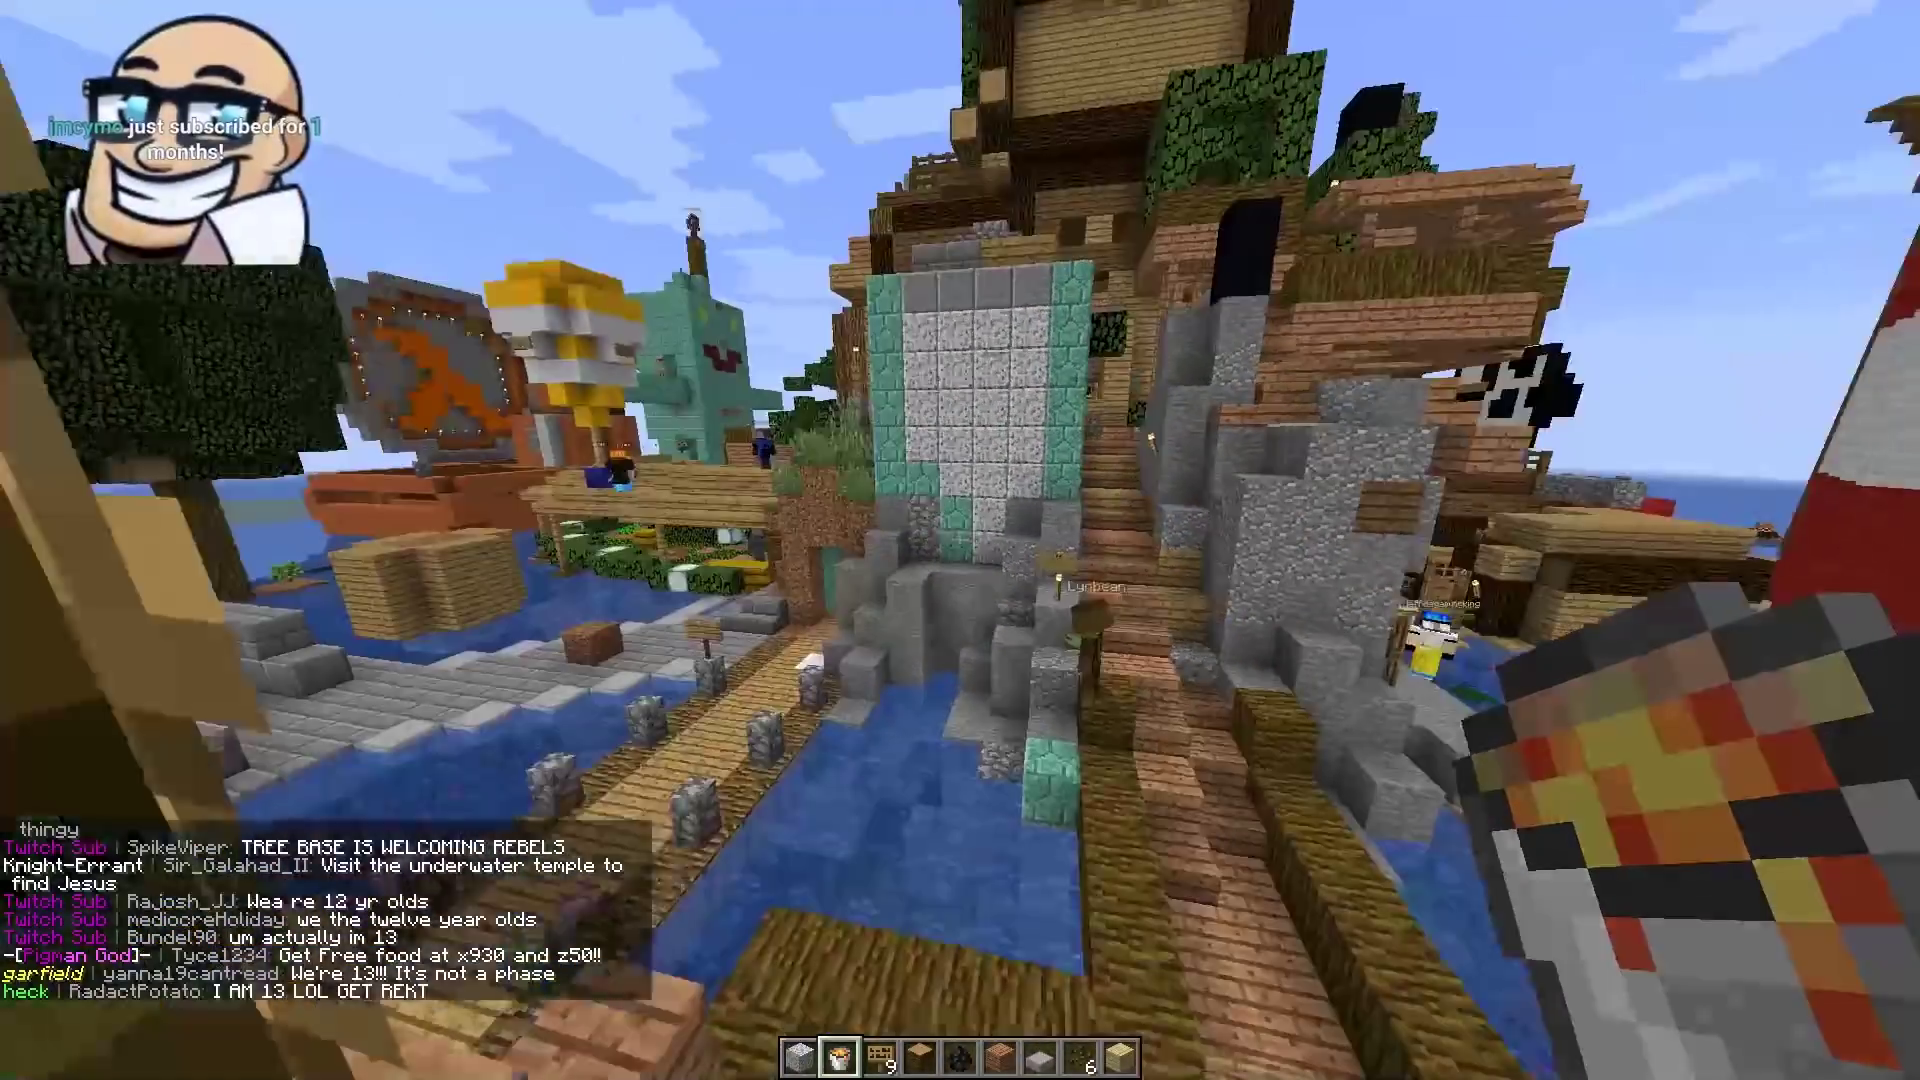 imcymo just subscribed for 1
months!
Lynbean
thingy
Twitch Sub | SpikeViper: TREE BASE IS WELCOMING REBELS
Knight-Errant | Sir_Galahad_II: Visit the underwater temple to
find Jesus
Twitch Sub | Rajosh_JJ: Wea re 12 yr olds
Twitch Sub | mediocreHoliday: we the twelve year olds
Twitch Sub | Bundel90: um actually im 13
-[Pigman God]- | Tyce1234: Get Free food at x930 and z50!!
garfield | yanna19cantread: We're 13!!! It's not a phase
heck | RadactPotato: I AM 13 LOL GET REKT
9
6